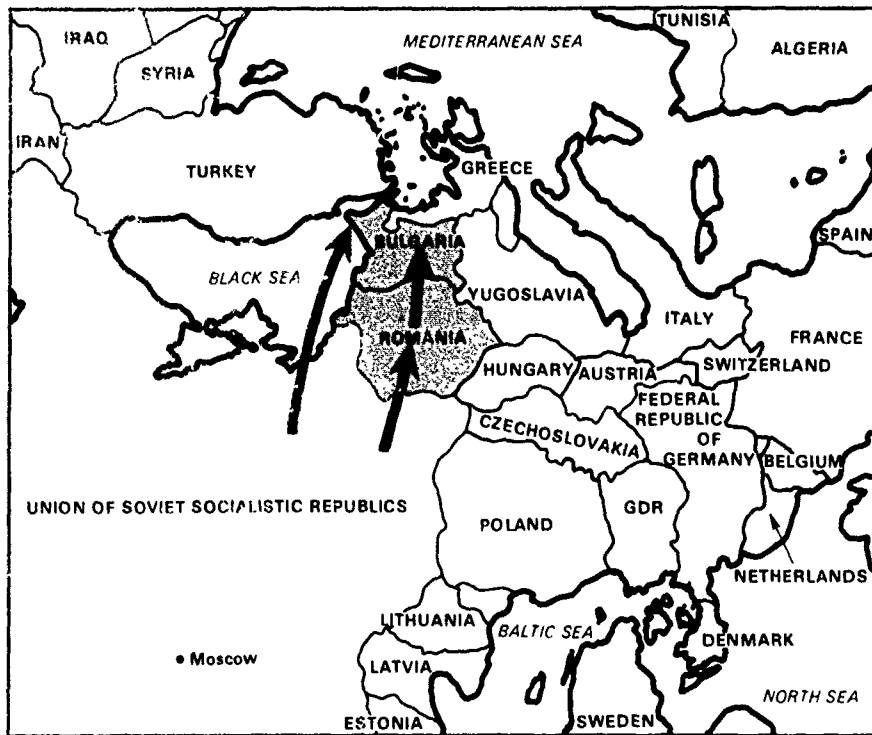 IRAQ
SYRIA
IRAN
TURKEY
MEDITERRANEAN SEA
TUNISIA
ALGERIA
GREECE
SPAIN
BULGARIA
BLACK SEA
YUGOSLAVIA
ITALY
FRANCE
ROMANIA
HUNGARY
AUSTRIA
SWITZERLAND
FEDERAL
REPUBLIC
OF
GERMANY
CZECHOSLOVAKIA
BELGIUM
UNION OF SOVIET SOCIALISTIC REPUBLICS
POLAND
GDR
NETHERLANDS
LITHUANIA
BALTIC SEA
DENMARK
• Moscow
LATVIA
NORTH SEA
ESTONIA
SWEDEN